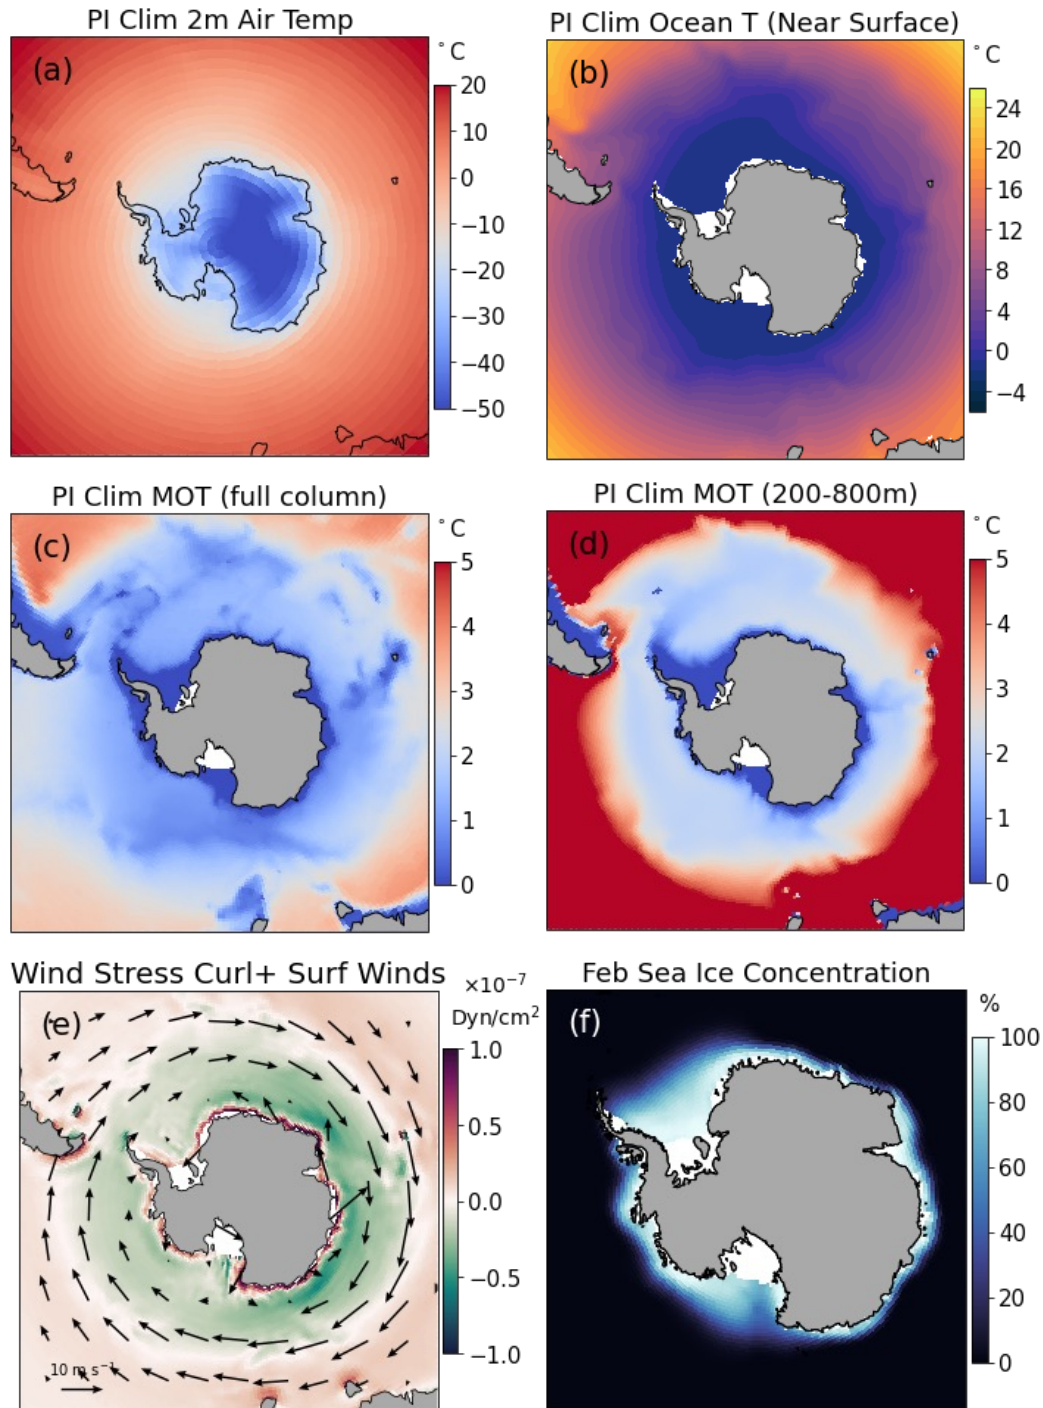 PI Clim 2m Air Temp
(a)
°C
20
10
0
−10
−20
−30
−40
−50
PI Clim Ocean T (Near Surface)
(b)
°C
24
20
16
12
8
4
0
−4
PI Clim MOT (full column)
(c)
°C
5
4
3
2
1
0
PI Clim MOT (200-800m)
(d)
°C
5
4
3
2
1
0
Wind Stress Curl+ Surf Winds
(e)
×10⁻⁷
Dyn/cm²
1.0
0.5
0.0
−0.5
−1.0
10 m s⁻¹
Feb Sea Ice Concentration
(f)
%
100
80
60
40
20
0